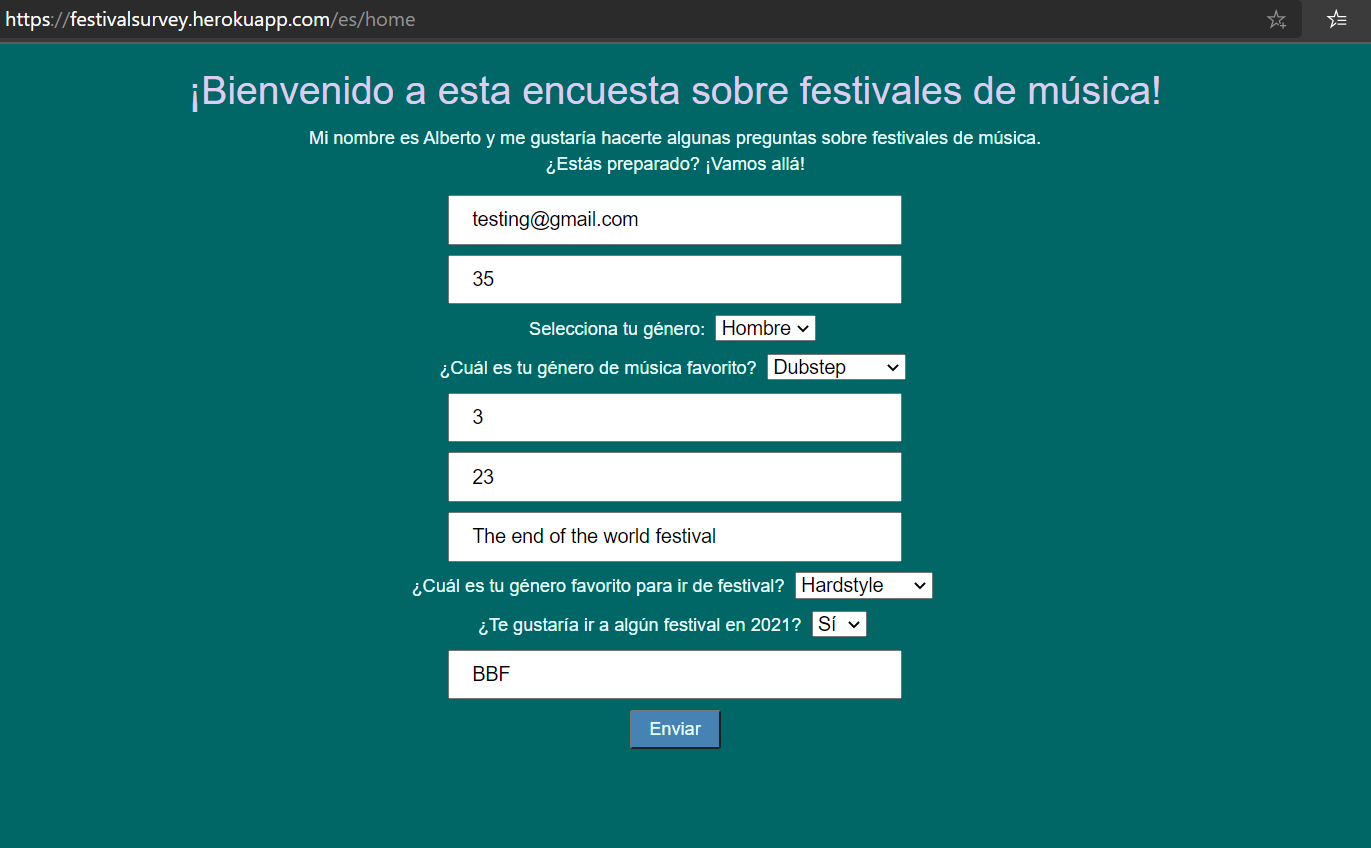 https://festivalsurvey.herokuapp.com/es/home
¡Bienvenido a esta encuesta sobre festivales de música!
Mi nombre es Alberto y me gustaría hacerte algunas preguntas sobre festivales de música.
¿Estás preparado? ¡Vamos allá!
testing@gmail.com
35
Selecciona tu género: Hombre
¿Cuál es tu género de música favorito? Dubstep
3
23
The end of the world festival
¿Cuál es tu género favorito para ir de festival? Hardstyle
¿Te gustaría ir a algún festival en 2021? Sí
BBF
Enviar